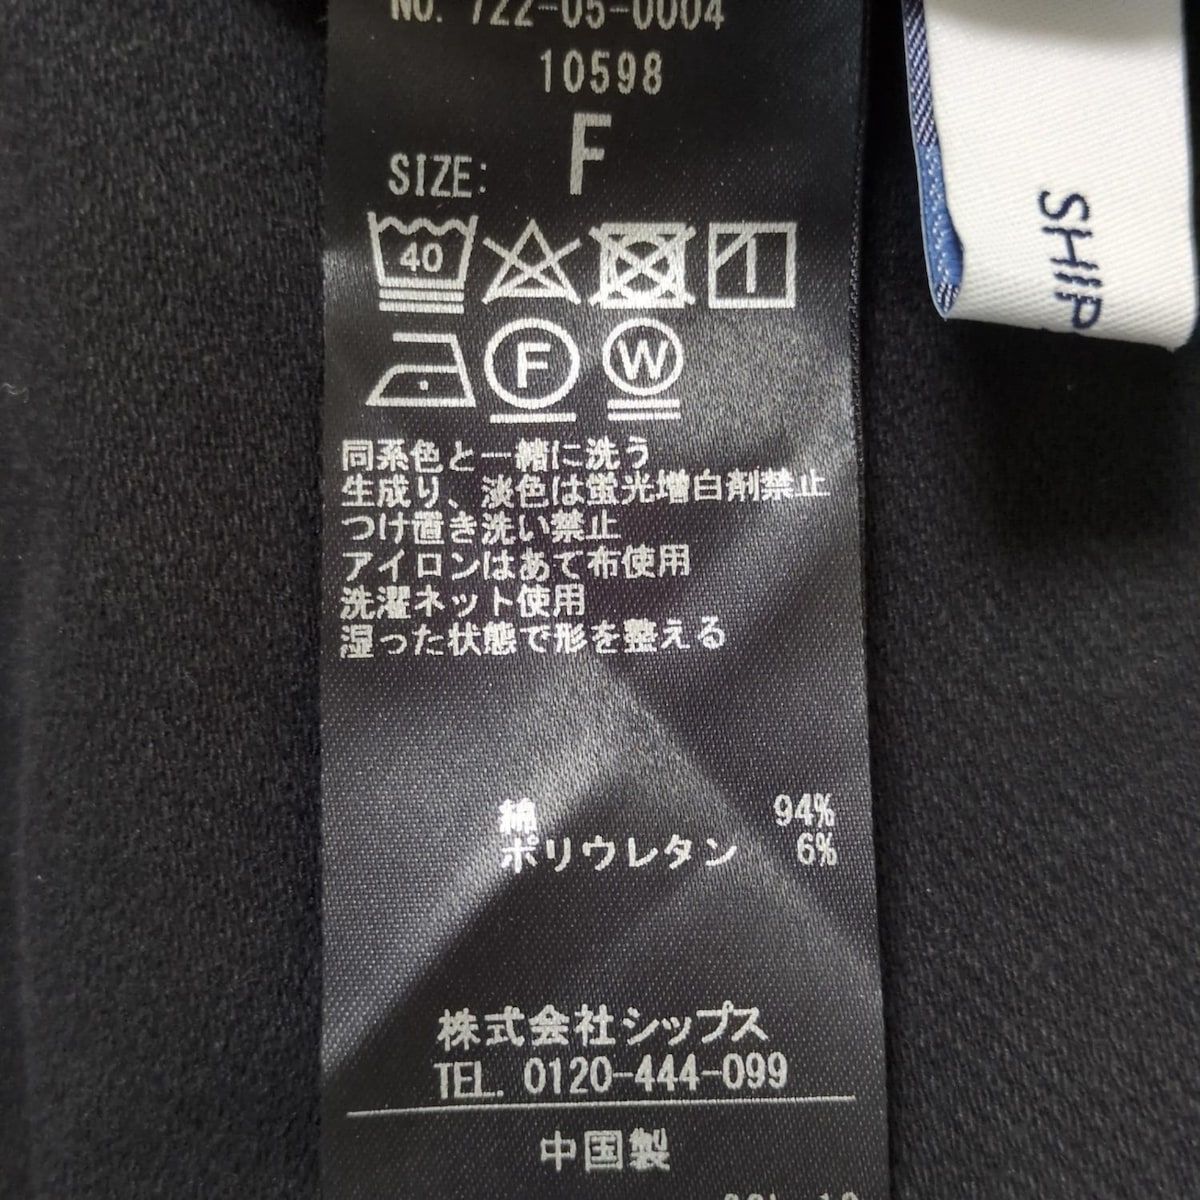 NO. 722-05-0004
10598
SIZE: F
40
F
W
同系色と一緒に洗う
生成り、淡色は蛍光増白剤禁止
つけ置き洗い禁止
アイロンはあて布使用
洗濯ネット使用
湿った状態で形を整える
綿 94%
ポリウレタン 6%
株式会社シップス
TEL. 0120-444-099
中国製
SHIP